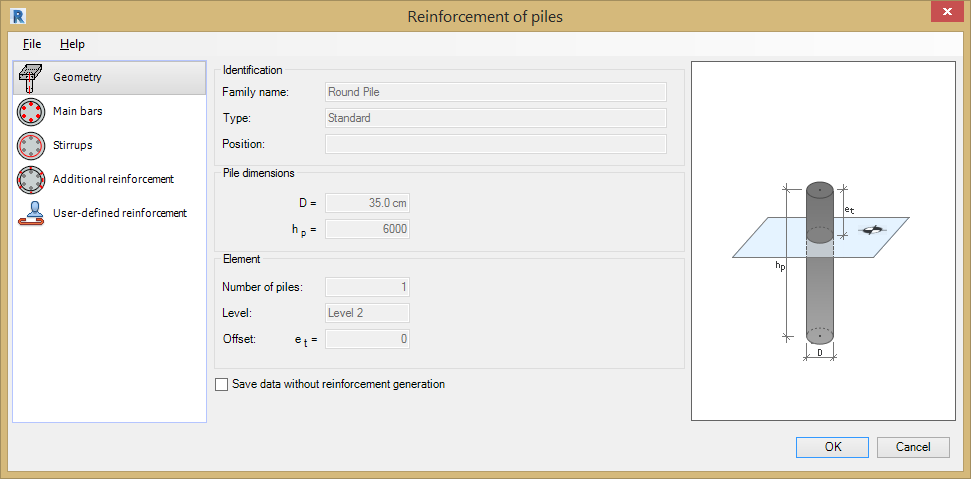 Reinforcement of piles
File Help
Geometry
Main bars
Stirrups
Additional reinforcement
User-defined reinforcement
Identification
Family name: Round Pile
Type: Standard
Position:
Pile dimensions
D = 35.0 cm
h p = 6000
Element
Number of piles: 1
Level: Level 2
Offset: e t = 0
Save data without reinforcement generation
et
hp
D
OK Cancel